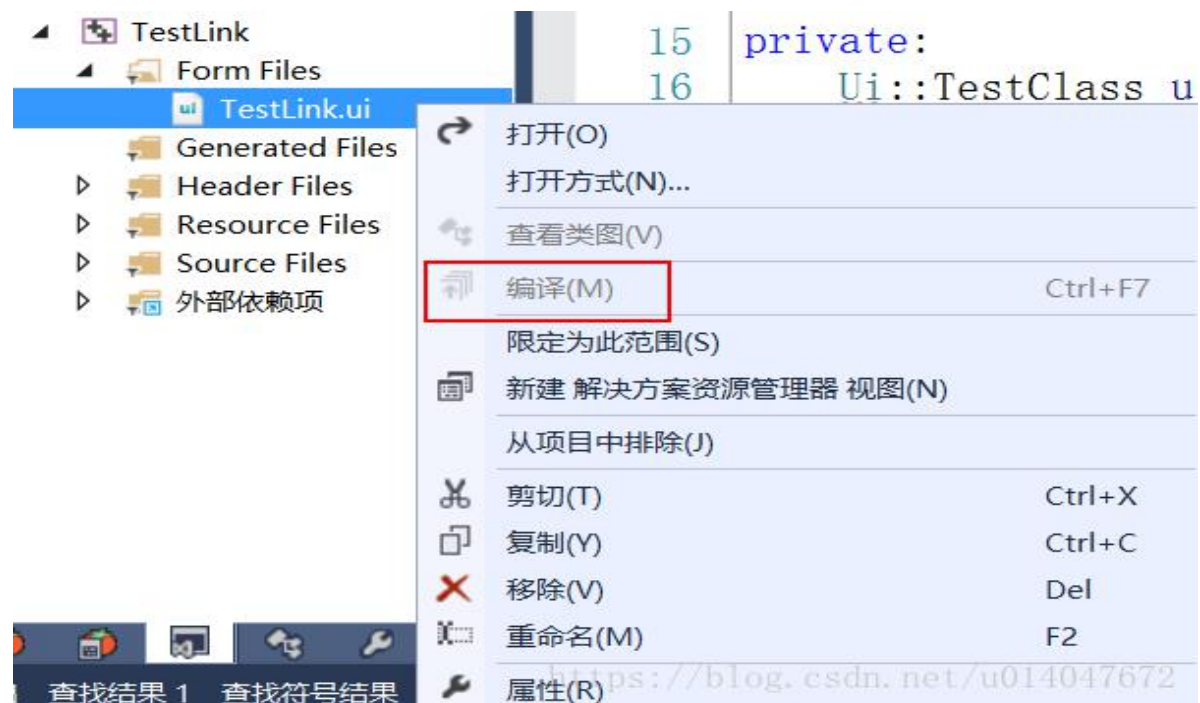 TestLink
Form Files
TestLink.ui
Generated Files
Header Files
Resource Files
Source Files
外部依赖项
15 private:
16 Ui::TestClass u
打开(O)
打开方式(N)...
查看类图(V)
编译(M) Ctrl+F7
限定为此范围(S)
新建 解决方案资源管理器 视图(N)
从项目中排除(J)
剪切(T) Ctrl+X
复制(Y) Ctrl+C
移除(V) Del
重命名(M) F2
属性(R)
查找结果 1 查找符号结果
https://blog.csdn.net/u014047672